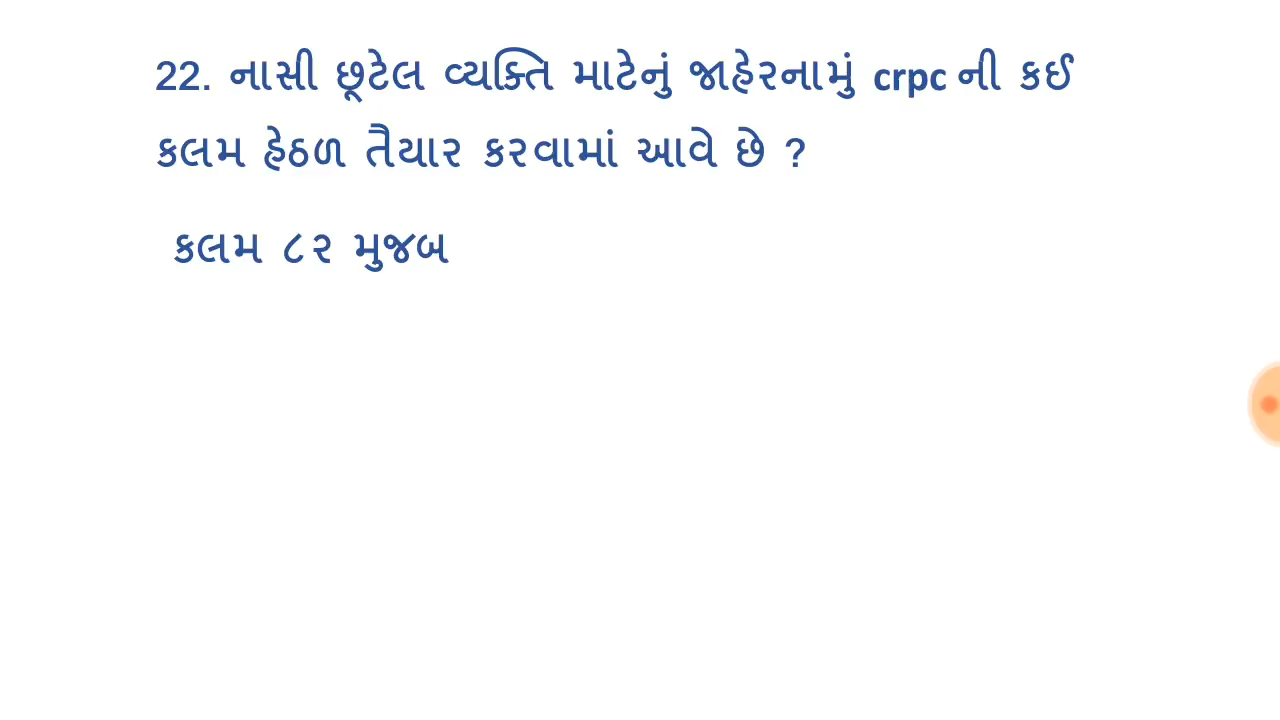 22. નાસી છૂટેલ વ્યક્તિ માટેનું જાહેરનામું crpc ની કઈ
કલમ હેઠળ તૈયાર કરવામાં આવે છે ?
કલમ ૮૨ મુજબ